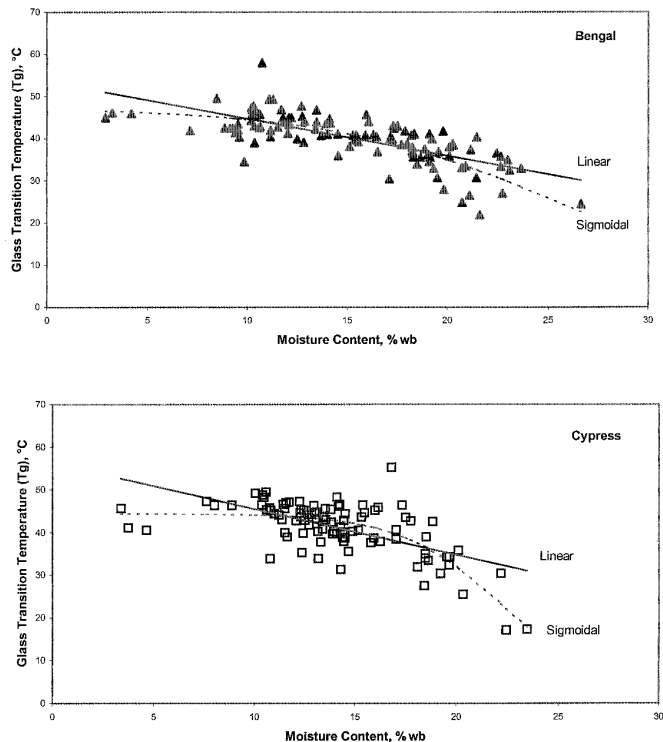 70
60
50
40
30
20
10
0
Glass Transition Temperature (Tg), °C
Bengal
Linear
Sigmoidal
0 5 10 15 20 25 30
Moisture Content, % wb
70
60
50
40
30
20
10
0
Glass Transition Temperature (Tg), °C
Cypress
Linear
Sigmoidal
0 5 10 15 20 25 30
Moisture Content, % wb